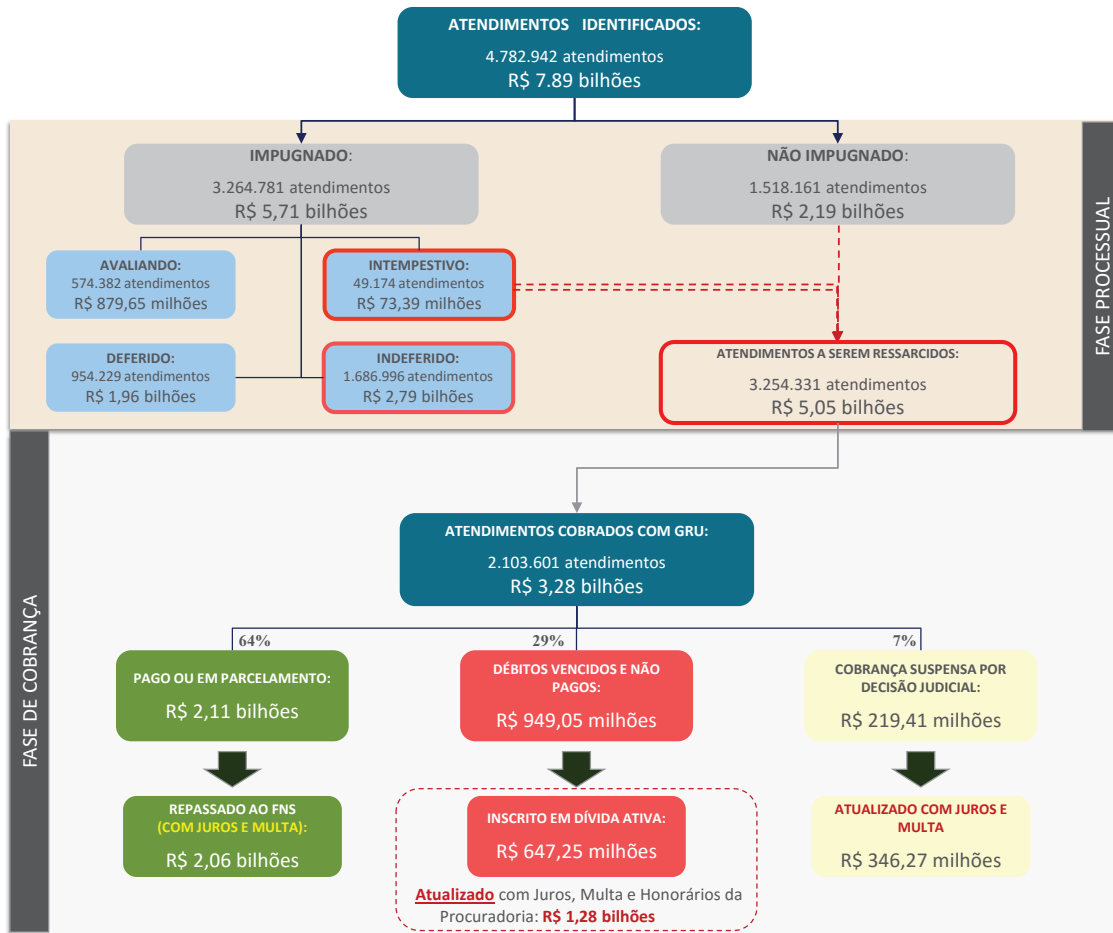 ATENDIMENTOS IDENTIFICADOS:
4.782.942 atendimentos
R$ 7.89 bilhões
FASE PROCESSUAL
IMPUGNADO:
3.264.781 atendimentos
R$ 5,71 bilhões
NÃO IMPUGNADO:
1.518.161 atendimentos
R$ 2,19 bilhões
AVALIANDO:
574.382 atendimentos
R$ 879,65 milhões
INTEMPESTIVO:
49.174 atendimentos
R$ 73,39 milhões
DEFERIDO:
954.229 atendimentos
R$ 1,96 bilhões
INDEFERIDO:
1.686.996 atendimentos
R$ 2,79 bilhões
ATENDIMENTOS A SEREM RESSARCIDOS:
3.254.331 atendimentos
R$ 5,05 bilhões
FASE DE COBRANÇA
ATENDIMENTOS COBRADOS COM GRU:
2.103.601 atendimentos
R$ 3,28 bilhões
64%
29%
7%
PAGO OU EM PARCELAMENTO:
R$ 2,11 bilhões
DÉBITOS VENCIDOS E NÃO
PAGOS:
R$ 949,05 milhões
COBRANÇA SUSPENSA POR
DECISÃO JUDICIAL:
R$ 219,41 milhões
REPASSADO AO FNS
(COM JUROS E MULTA):
R$ 2,06 bilhões
INSCRITO EM DÍVIDA ATIVA:
R$ 647,25 milhões
Atualizado com Juros, Multa e Honorários da
Procuradoria: R$ 1,28 bilhões
ATUALIZADO COM JUROS E
MULTA
R$ 346,27 milhões